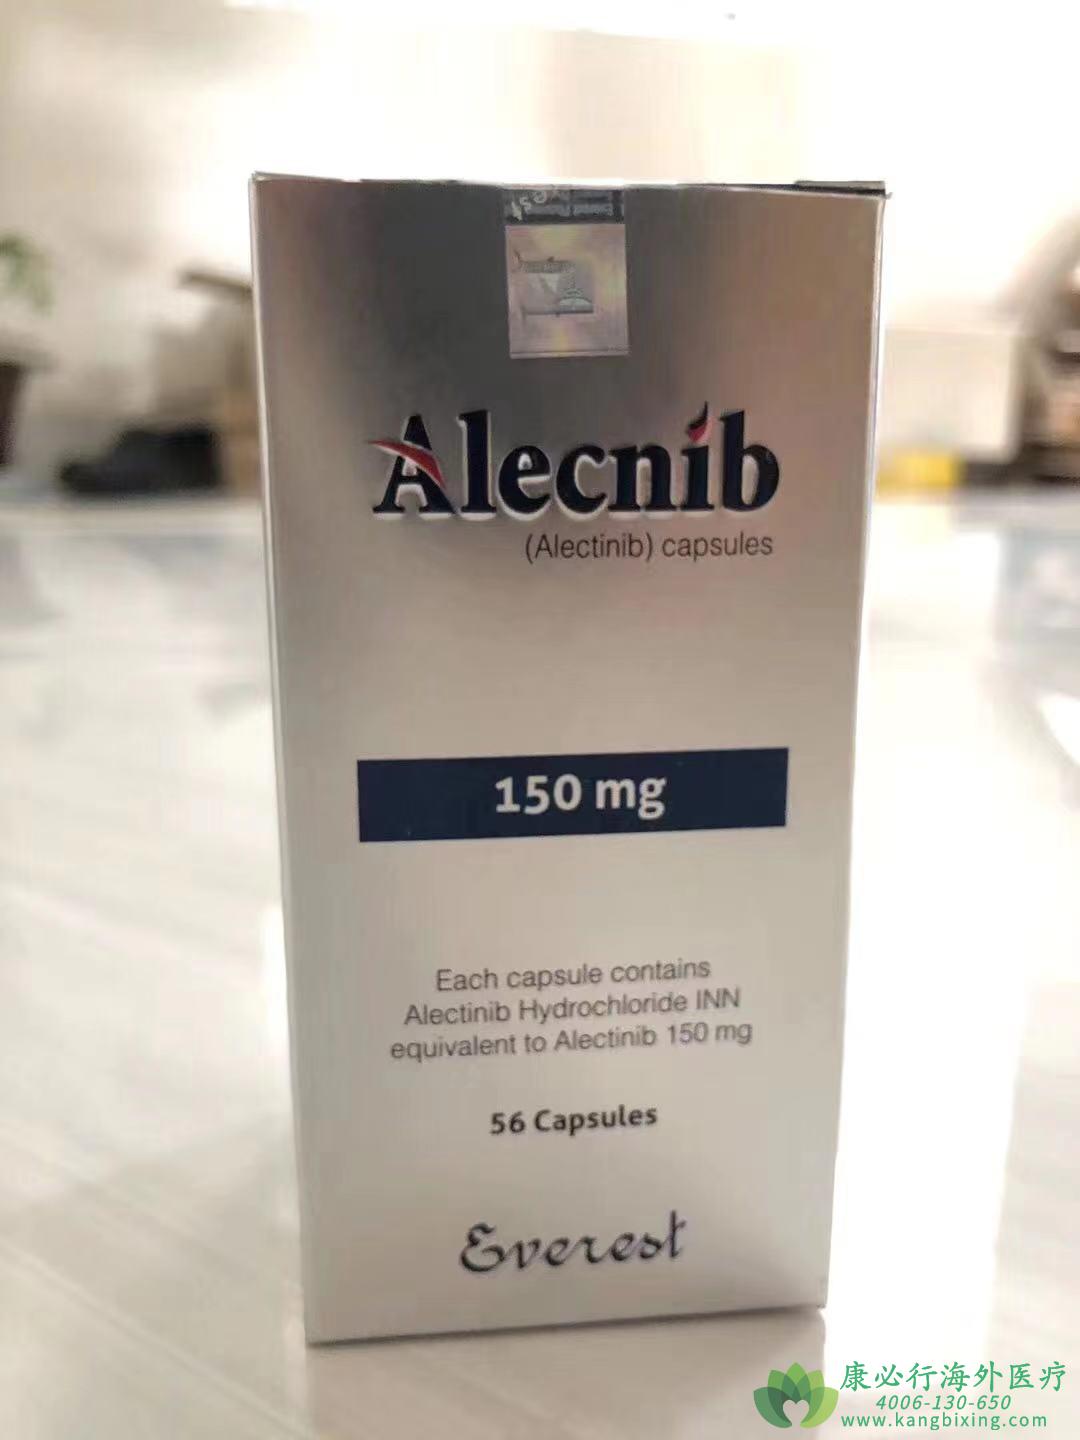 Alecnib
(Alectinib) capsules
150 mg
Each capsule contains
Alectinib Hydrochloride INN
equivalent to Alectinib 150 mg
56 Capsules
Everest
康必行海外医疗
4006-130-650
www.kangbixing.com